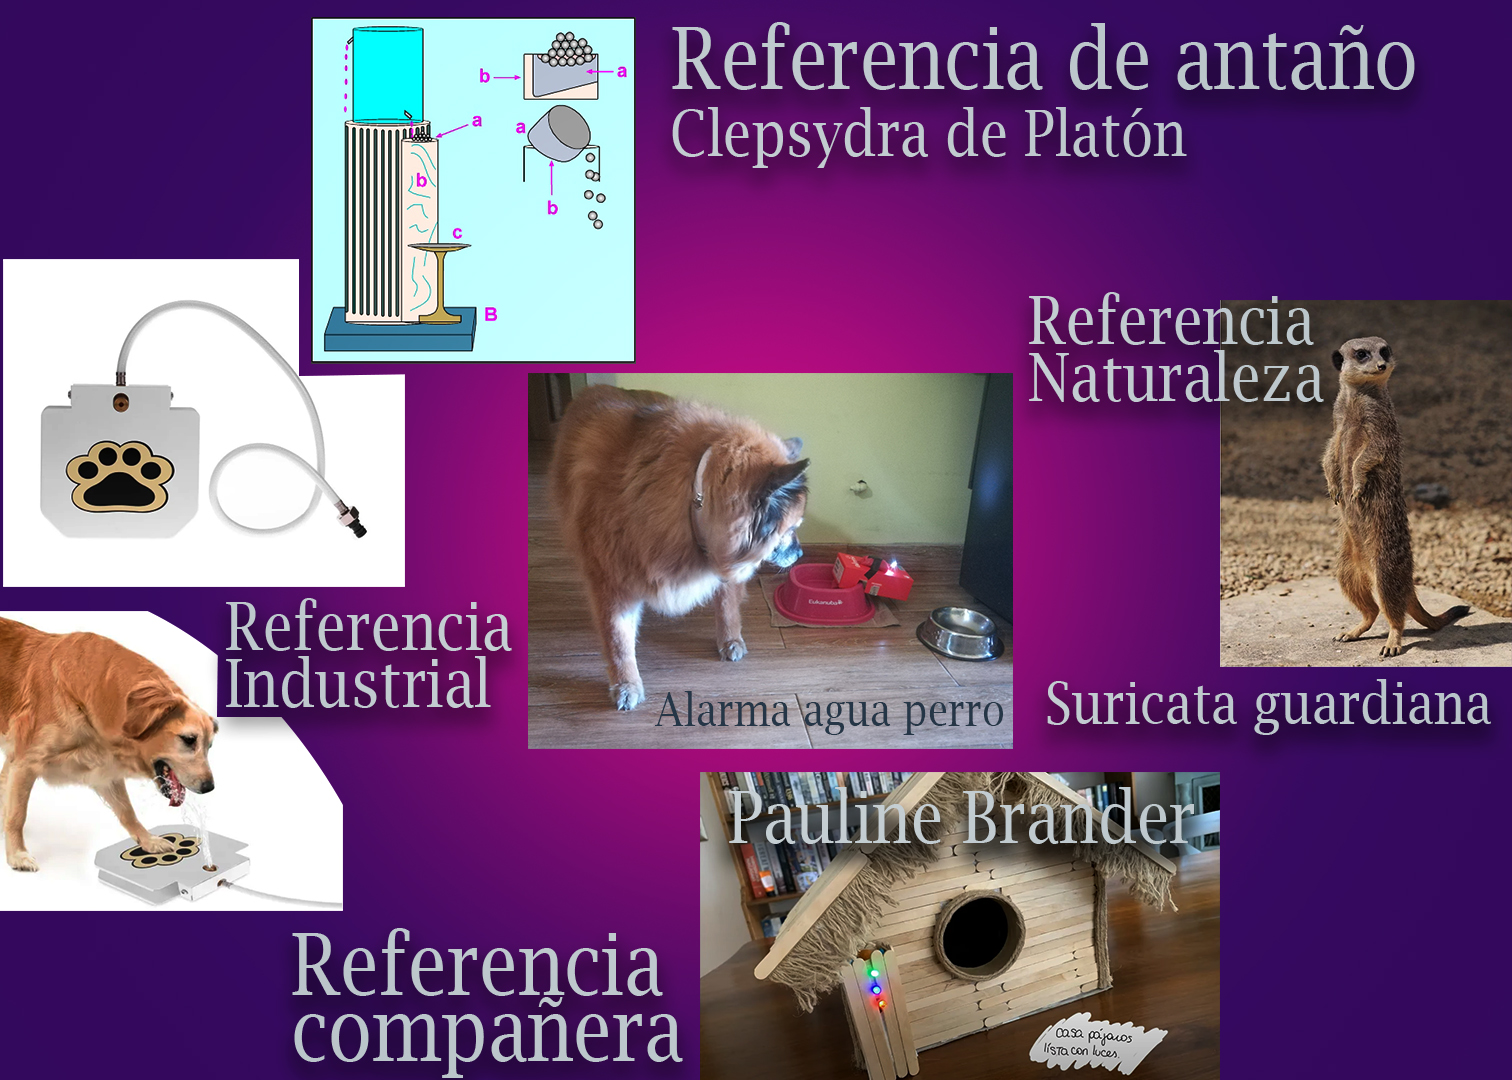 Referencia de antaño
Clepsydra de Platón
b
a
a
b
a
b
c
B
Referencia
Naturaleza
Suricata guardiana
Referencia
Industrial
Eukanuba
Alarma agua perro
Pauline Brander
casa pájaros
lista con luces.
Referencia
compañera